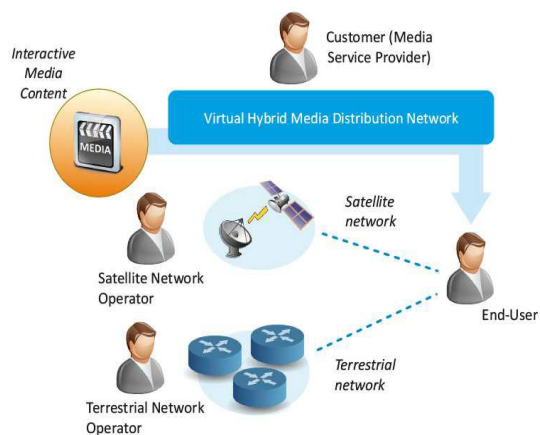 Interactive
Media
Content
Customer (Media
Service Provider)
Virtual Hybrid Media Distribution Network
MEDIA
Satellite
network
Satellite Network
Operator
End-User
Terrestrial
network
Terrestrial Network
Operator